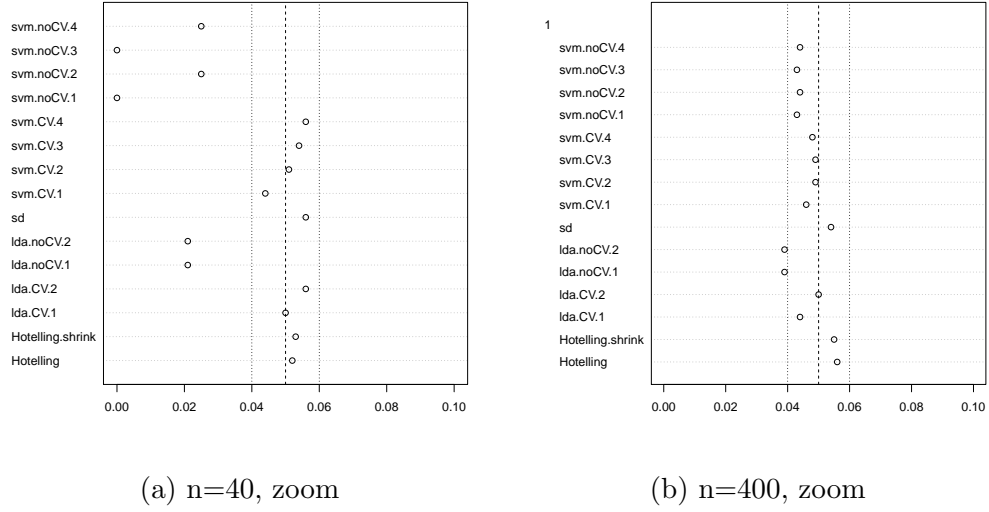 svm.noCV.4
svm.noCV.3
svm.noCV.2
svm.noCV.1
svm.CV.4
svm.CV.3
svm.CV.2
svm.CV.1
sd
lda.noCV.2
lda.noCV.1
lda.CV.2
lda.CV.1
Hotelling.shrink
Hotelling
0.00 0.02 0.04 0.06 0.08 0.10
(a) n=40, zoom
1
svm.noCV.4
svm.noCV.3
svm.noCV.2
svm.noCV.1
svm.CV.4
svm.CV.3
svm.CV.2
svm.CV.1
sd
lda.noCV.2
lda.noCV.1
lda.CV.2
lda.CV.1
Hotelling.shrink
Hotelling
0.00 0.02 0.04 0.06 0.08 0.10
(b) n=400, zoom